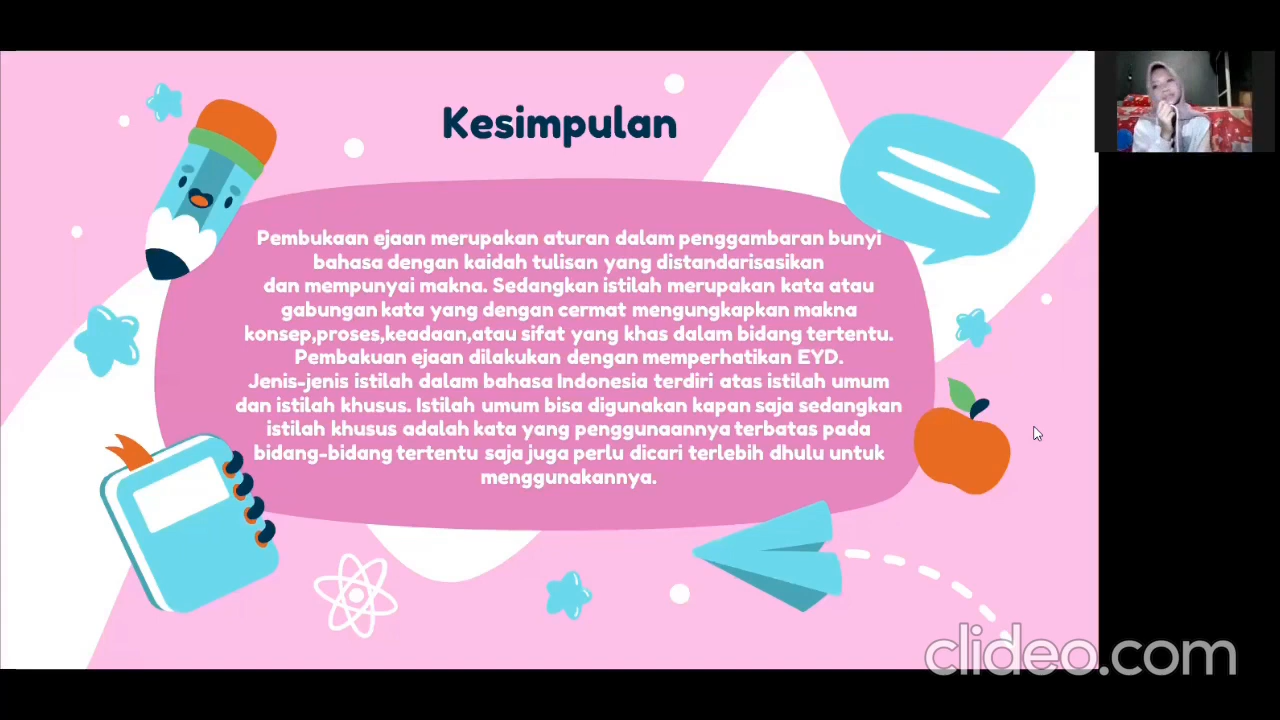 Kesimpulan
Pembukaan ejaan merupakan aturan dalam penggambaran bunyi
bahasa dengan kaidah tulisan yang distandarisasikan
dan mempunyai makna. Sedangkan istilah merupakan kata atau
gabungan kata yang dengan cermat mengungkapkan makna
konsep,proses,keadaan,atau sifat yang khas dalam bidang tertentu.
Pembakuan ejaan dilakukan dengan memperhatikan EYD.
Jenis-jenis istilah dalam bahasa Indonesia terdiri atas istilah umum
dan istilah khusus. Istilah umum bisa digunakan kapan saja sedangkan
istilah khusus adalah kata yang penggunaannya terbatas pada
bidang-bidang tertentu saja juga perlu dicari terlebih dhulu untuk
menggunakannya.
clideo.com